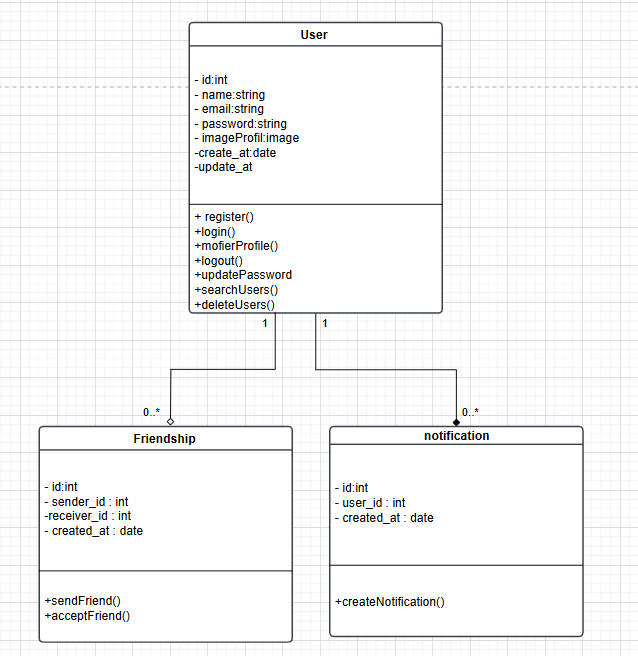 User
- id:int
- name:string
- email:string
- password:string
- imageProfil:image
-create_at:date
-update_at
+ register()
+login()
+mofierProfile()
+logout()
+updatePassword
+searchUsers()
+deleteUsers()
1 1
0..* 0..*
Friendship
- id:int
- sender_id : int
-receiver_id : int
- created_at : date
+sendFriend()
+acceptFriend()
notification
- id:int
- user_id : int
- created_at : date
+createNotification()